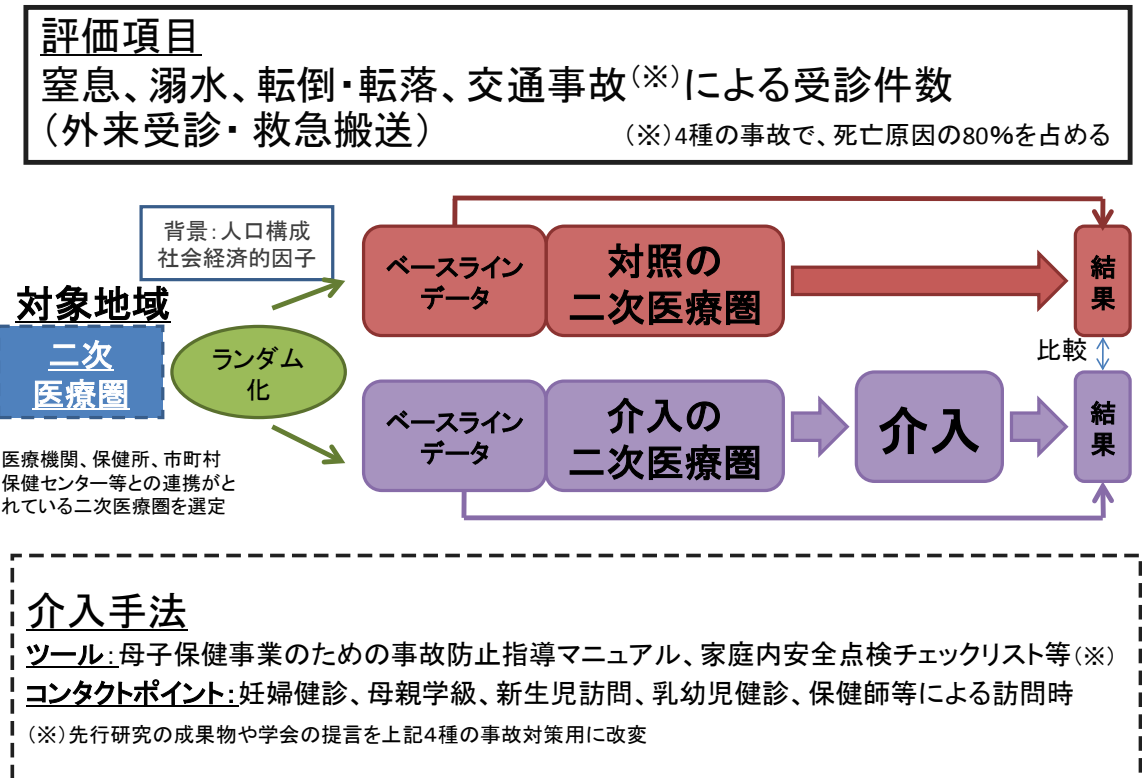 評価項目
窒息、溺水、転倒・転落、交通事故(※)による受診件数
(外来受診・救急搬送)
(※)4種の事故で、死亡原因の80%を占める
背景:人口構成
社会経済的因子
対象地域
二次
医療圏
ランダム
化
医療機関、保健所、市町村
保健センター等との連携がと
れている二次医療圏を選定
ベースライン
データ
対照の
二次医療圏
結
果
比較
ベースライン
データ
介入の
二次医療圏
介入
結
果
介入手法
ツール:母子保健事業のための事故防止指導マニュアル、家庭内安全点検チェックリスト等(※)
コンタクトポイント:妊婦健診、母親学級、新生児訪問、乳幼児健診、保健師等による訪問時
(※)先行研究の成果物や学会の提言を上記4種の事故対策用に改変